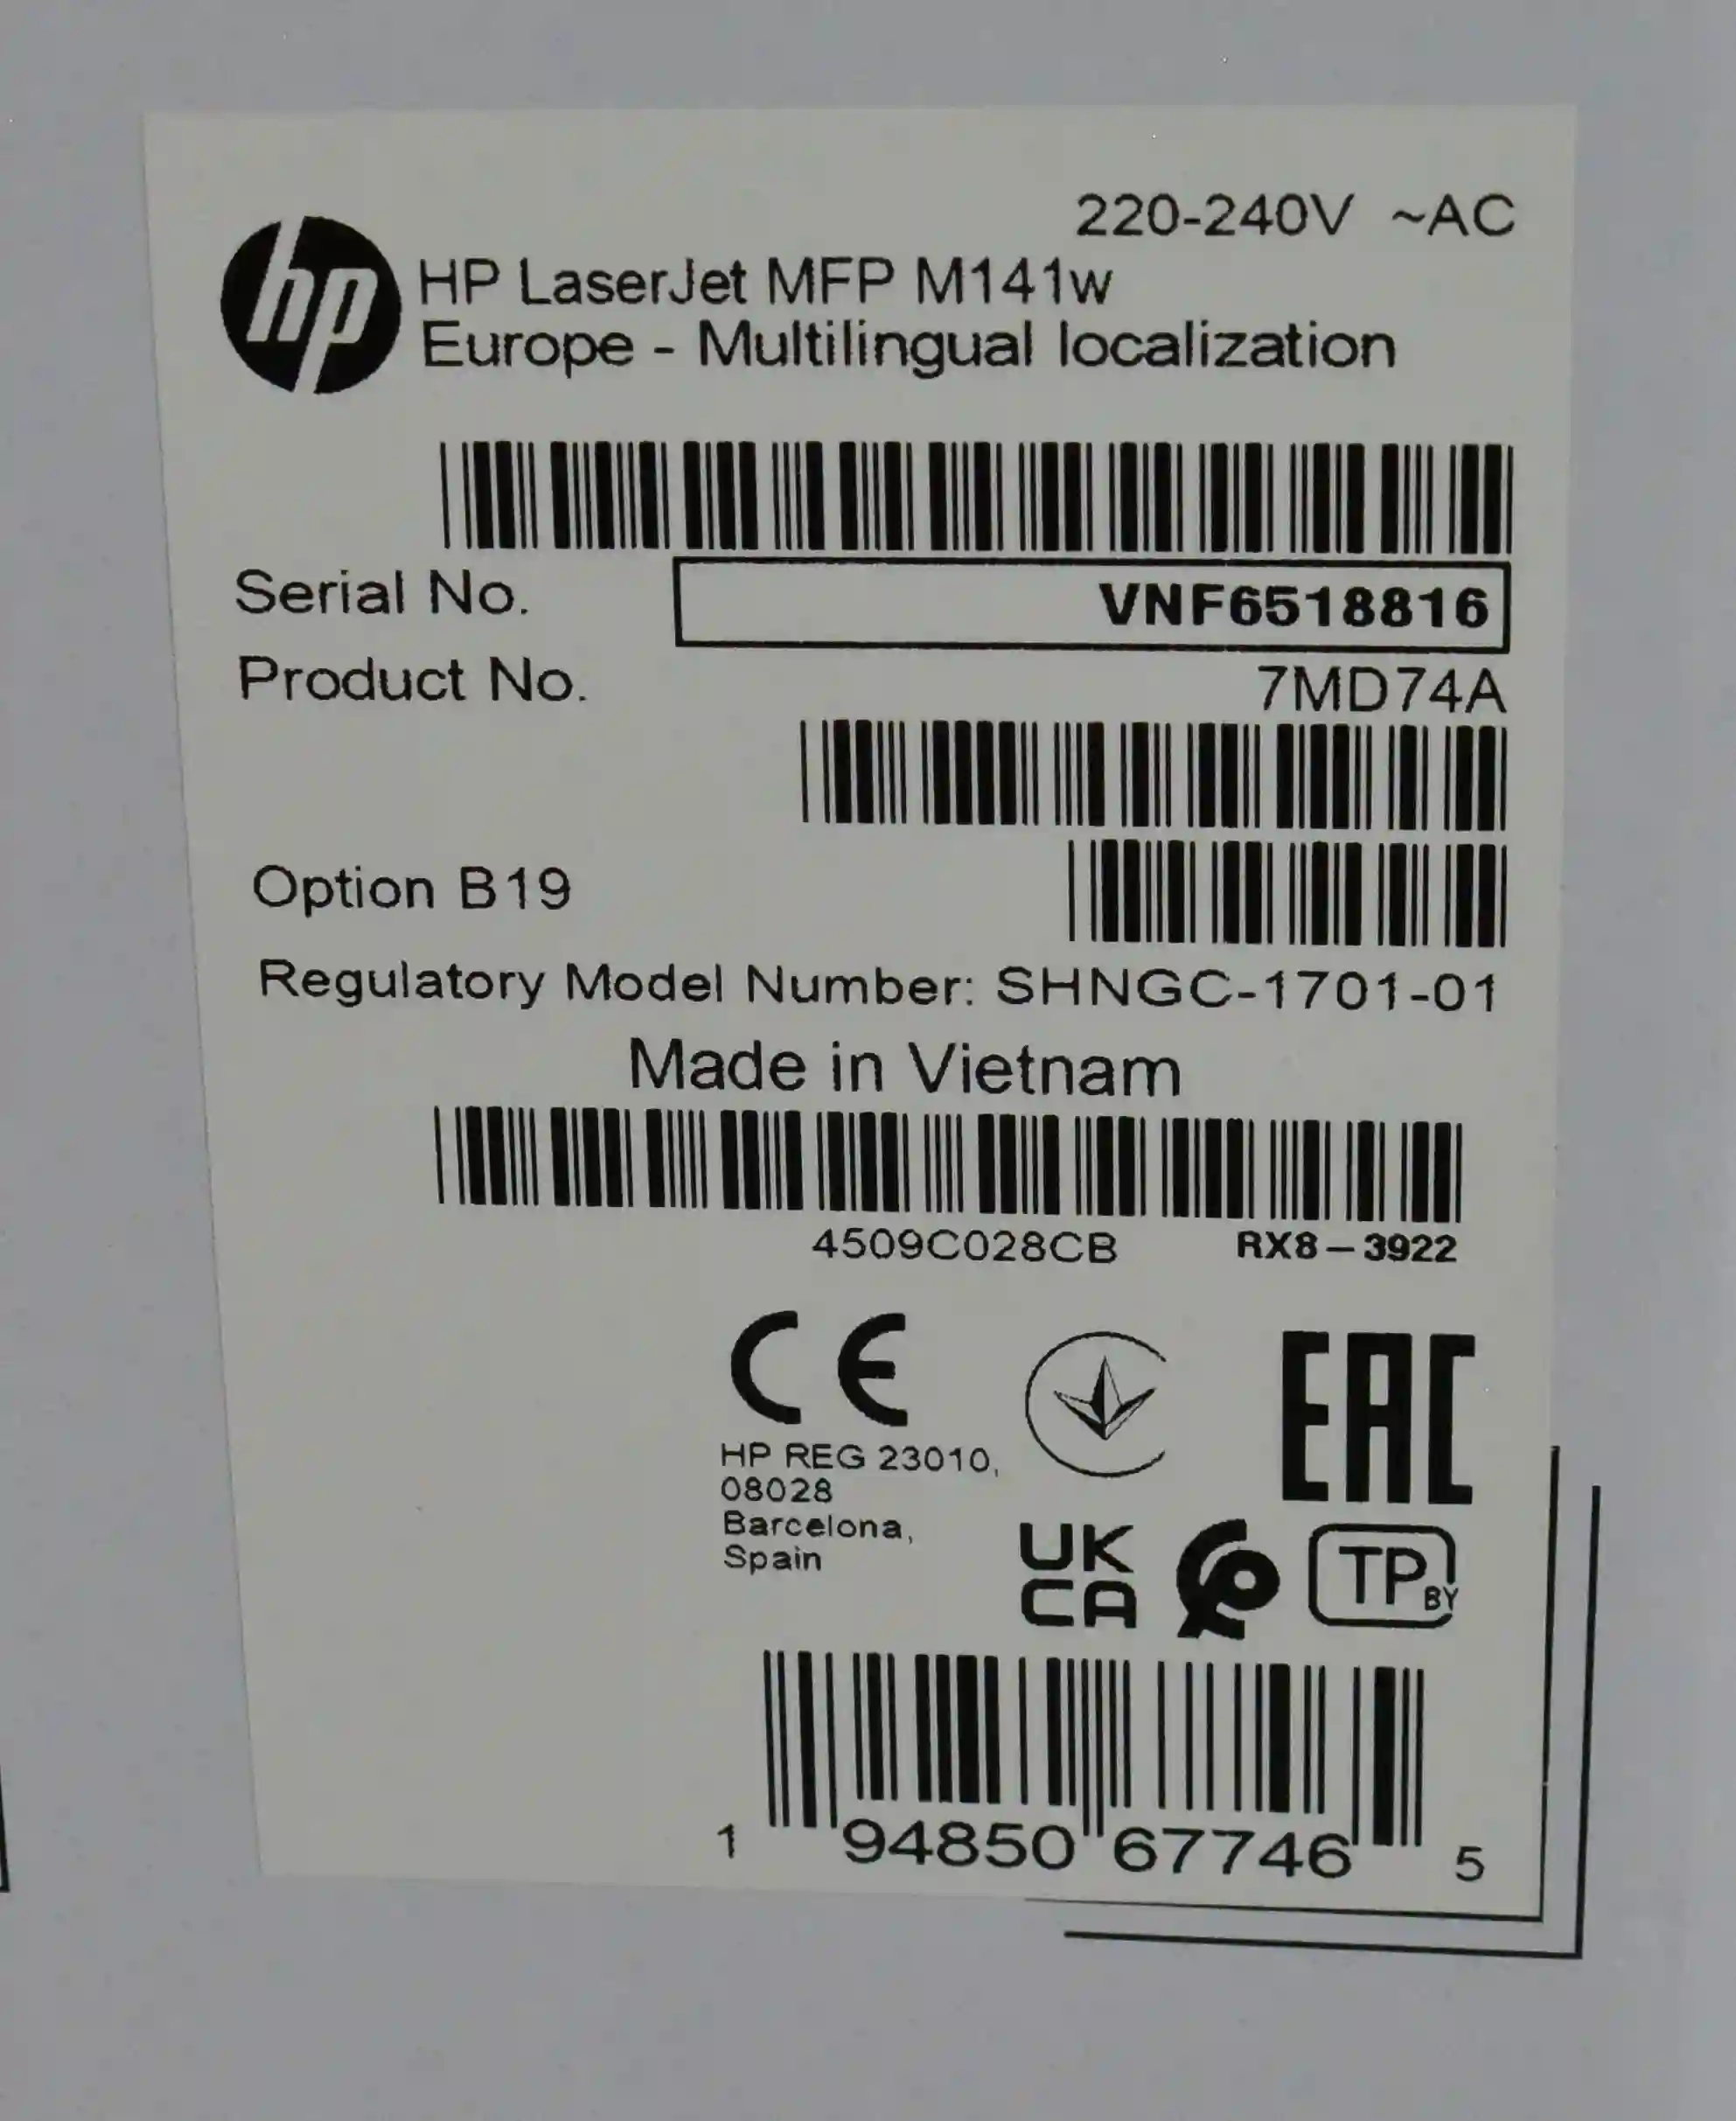 220-240V ~AC
hp
HP LaserJet MFP M141w
Europe - Multilingual localization
Serial No. VNF6518816
Product No. 7MD74A
Option B19
Regulatory Model Number: SHNGC-1701-01
Made in Vietnam
4509C028CB RX8-3922
CE
EAC
HP REG 23010,
08028
Barcelona,
Spain
UK
CA
TP BY
1 94850 67746 5